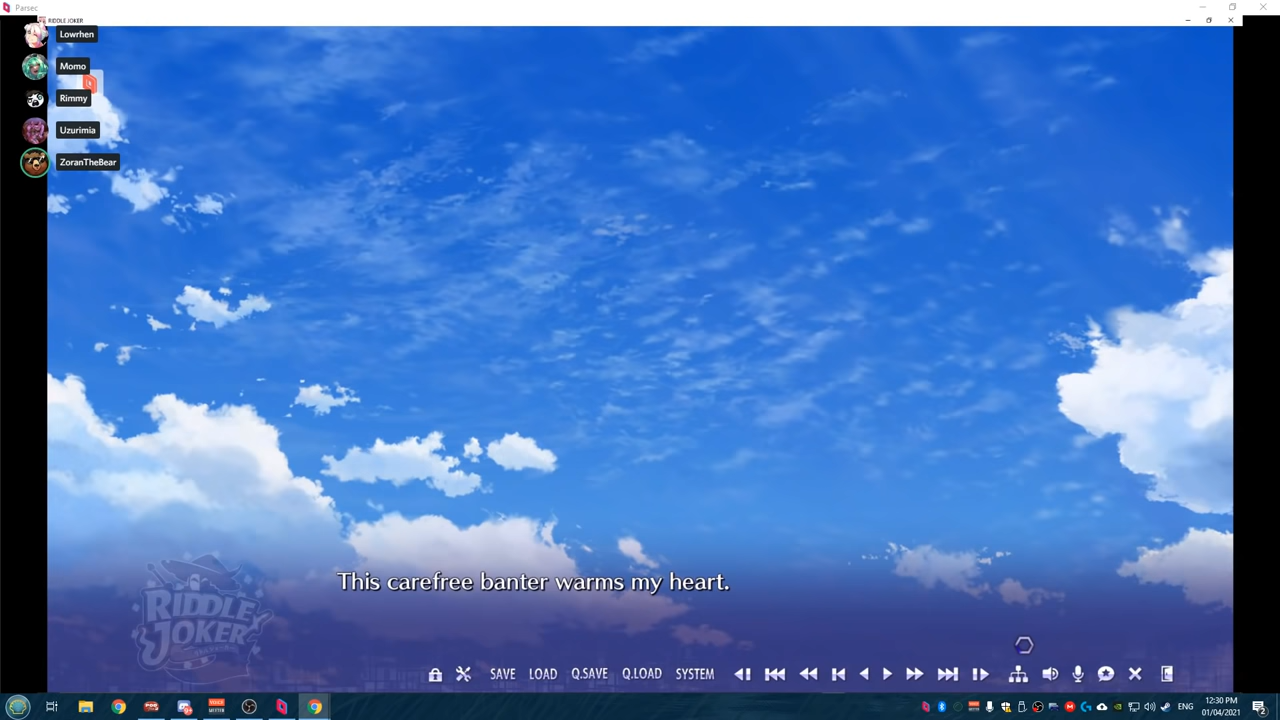 Parsec
RIDDLE JOKER
Lowrhen
Momo
Rimmy
Uzurimia
ZoranTheBear
This carefree banter warms my heart.
RIDDLE
JOKER
SAVE LOAD Q.SAVE Q.LOAD SYSTEM
ENG
12:30 PM
01/04/2021
2